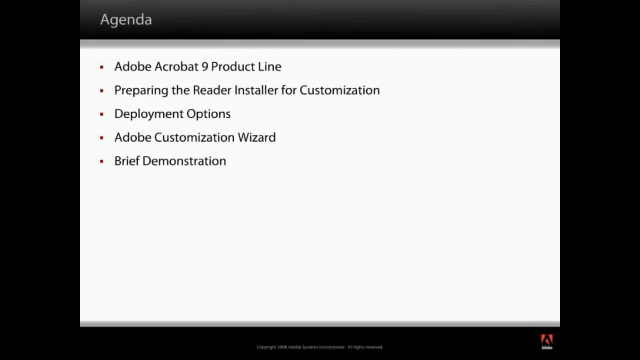 Agenda
▪ Adobe Acrobat 9 Product Line
▪ Preparing the Reader Installer for Customization
▪ Deployment Options
▪ Adobe Customization Wizard
▪ Brief Demonstration
Copyright 2008 Adobe Systems Incorporated. All rights reserved.
Adobe